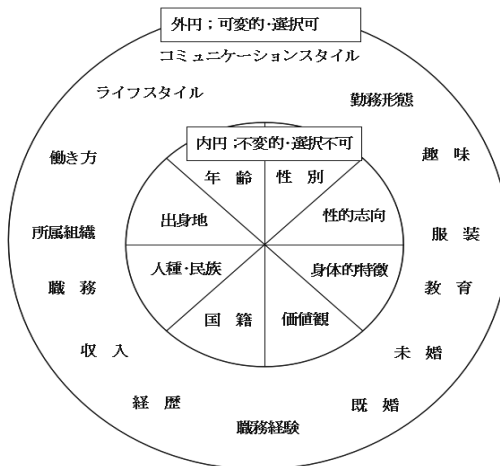 外円；可変的・選択可
コミュニケーションスタイル
ライフスタイル
勤務形態
内円；不変的・選択不可
働き方
趣　味
年　齢
性　別
出身地
性的志向
所属組織
服　装
人種・民族
身体的特徴
職　務
教　育
国　籍
価値観
収　入
未　婚
経　歴
既　婚
職務経験